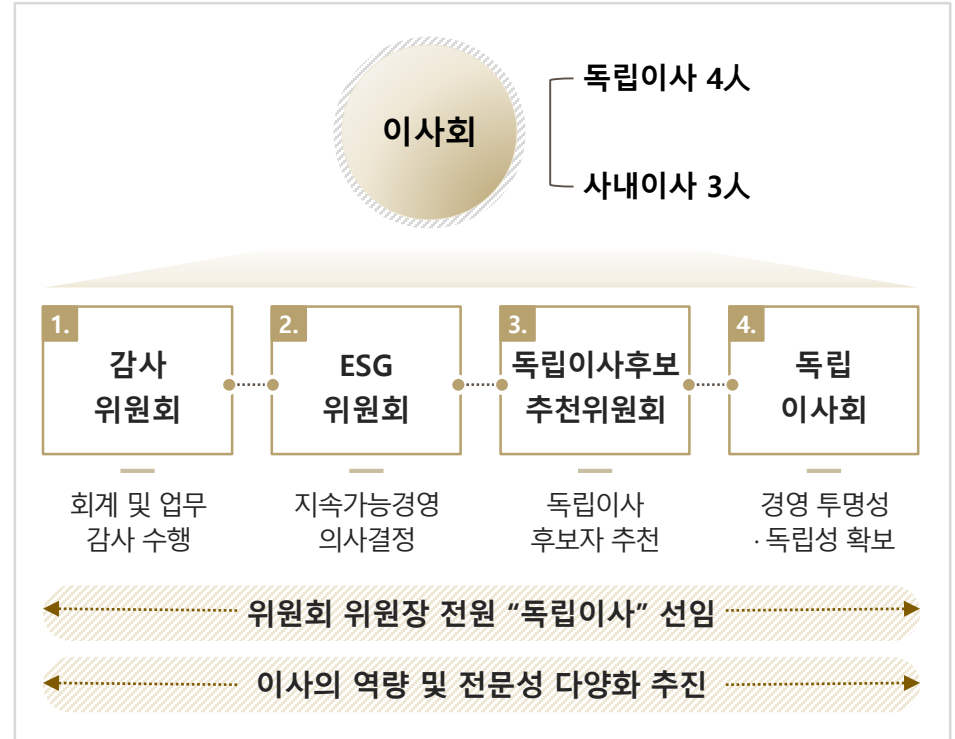 이사회
독립이사 4人
사내이사 3人
1.
감사
위원회
2.
ESG
위원회
3.
독립이사후보
추천위원회
4.
독립
이사회
회계 및 업무
감사 수행
지속가능경영
의사결정
독립이사
후보자 추천
경영 투명성
· 독립성 확보
위원회 위원장 전원 “독립이사” 선임
이사의 역량 및 전문성 다양화 추진